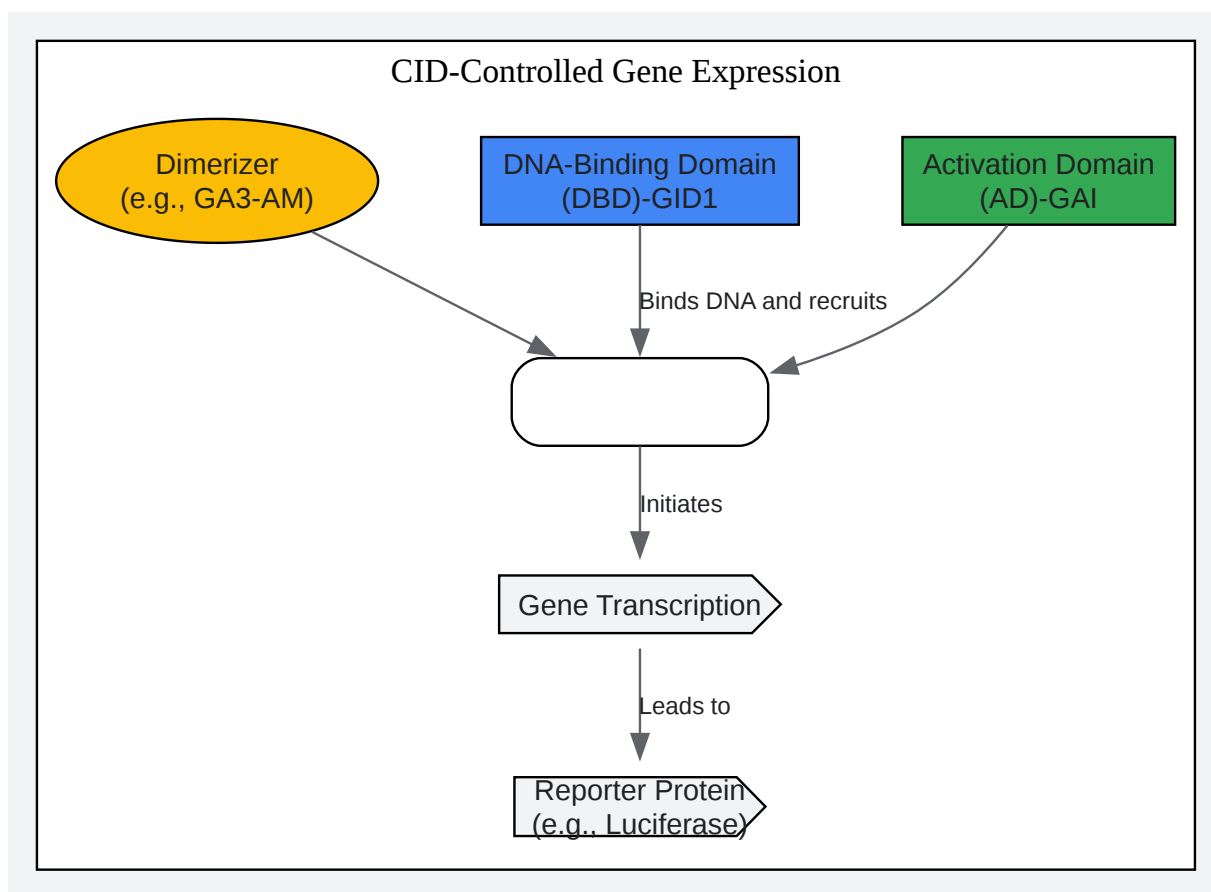 CID-Controlled Gene Expression
Dimerizer
(e.g., GA3-AM)
DNA-Binding Domain
(DBD)-GID1
Activation Domain
(AD)-GAI
Binds DNA and recruits
Initiates
Gene Transcription
Leads to
Reporter Protein
(e.g., Luciferase)